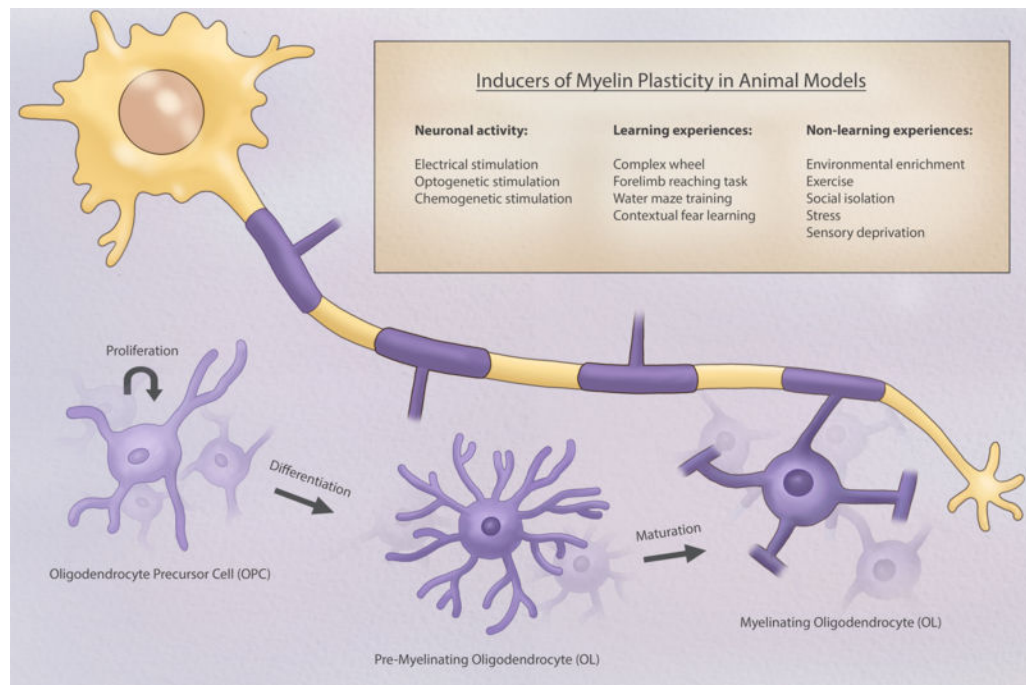 Inducers of Myelin Plasticity in Animal Models
Neuronal activity:
Electrical stimulation
Optogenetic stimulation
Chemogenetic stimulation
Learning experiences:
Complex wheel
Forelimb reaching task
Water maze training
Contextual fear learning
Non-learning experiences:
Environmental enrichment
Exercise
Social isolation
Stress
Sensory deprivation
Proliferation
Oligodendrocyte Precursor Cell (OPC)
Differentiation
Pre-Myelinating Oligodendrocyte (OL)
Maturation
Myelinating Oligodendrocyte (OL)